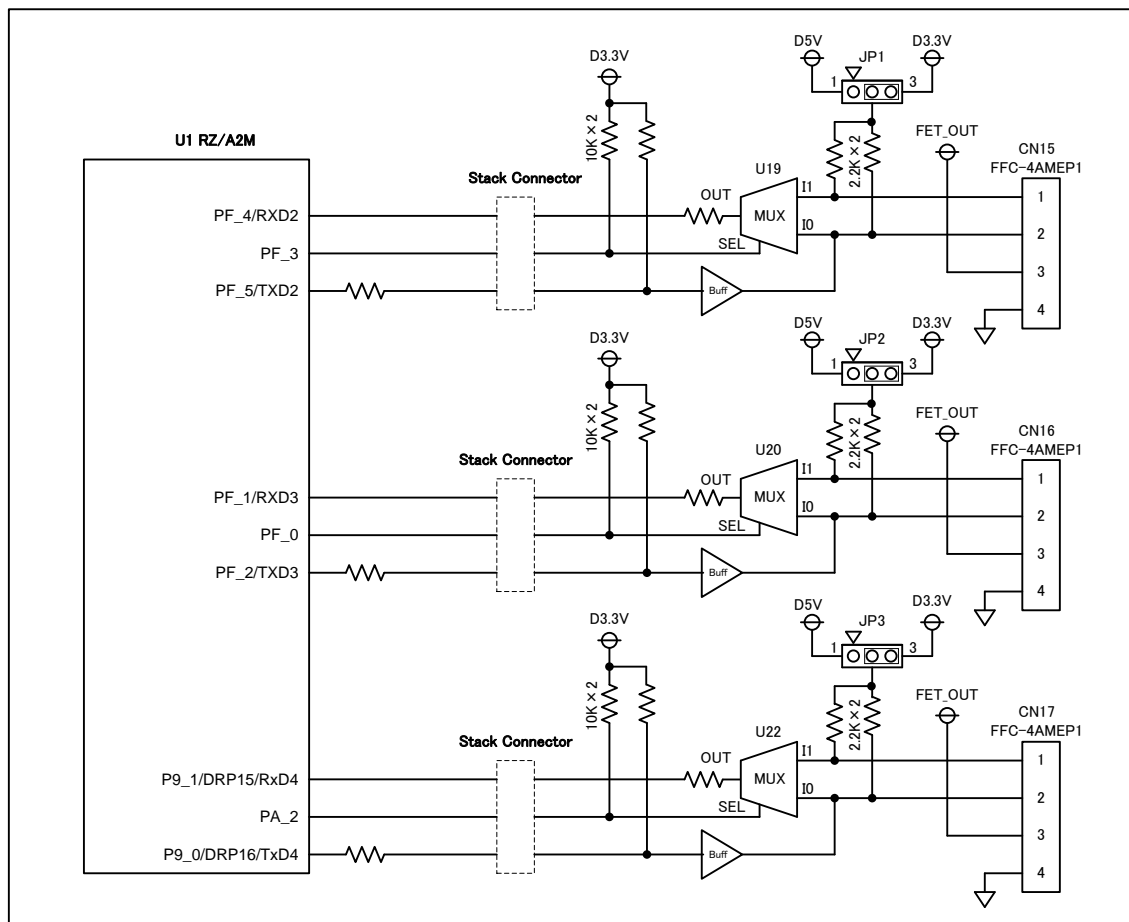 D5V
JP1
D3.3V
1
3
D3.3V
U1 RZ/A2M
10K×2
2.2K×2
FET_OUT
CN15
FFC-4AMEP1
Stack Connector
U19
OUT
MUX
I1
I0
SEL
PF_4/RXD2
PF_3
PF_5/TXD2
Buff
1
2
3
4
D5V
JP2
D3.3V
1
3
D3.3V
10K×2
2.2K×2
FET_OUT
CN16
FFC-4AMEP1
Stack Connector
U20
OUT
MUX
I1
I0
SEL
PF_1/RXD3
PF_0
PF_2/TXD3
Buff
1
2
3
4
D5V
JP3
D3.3V
1
3
D3.3V
10K×2
2.2K×2
FET_OUT
CN17
FFC-4AMEP1
Stack Connector
U22
OUT
MUX
I1
I0
SEL
P9_1/DRP15/RxD4
PA_2
P9_0/DRP16/TxD4
Buff
1
2
3
4